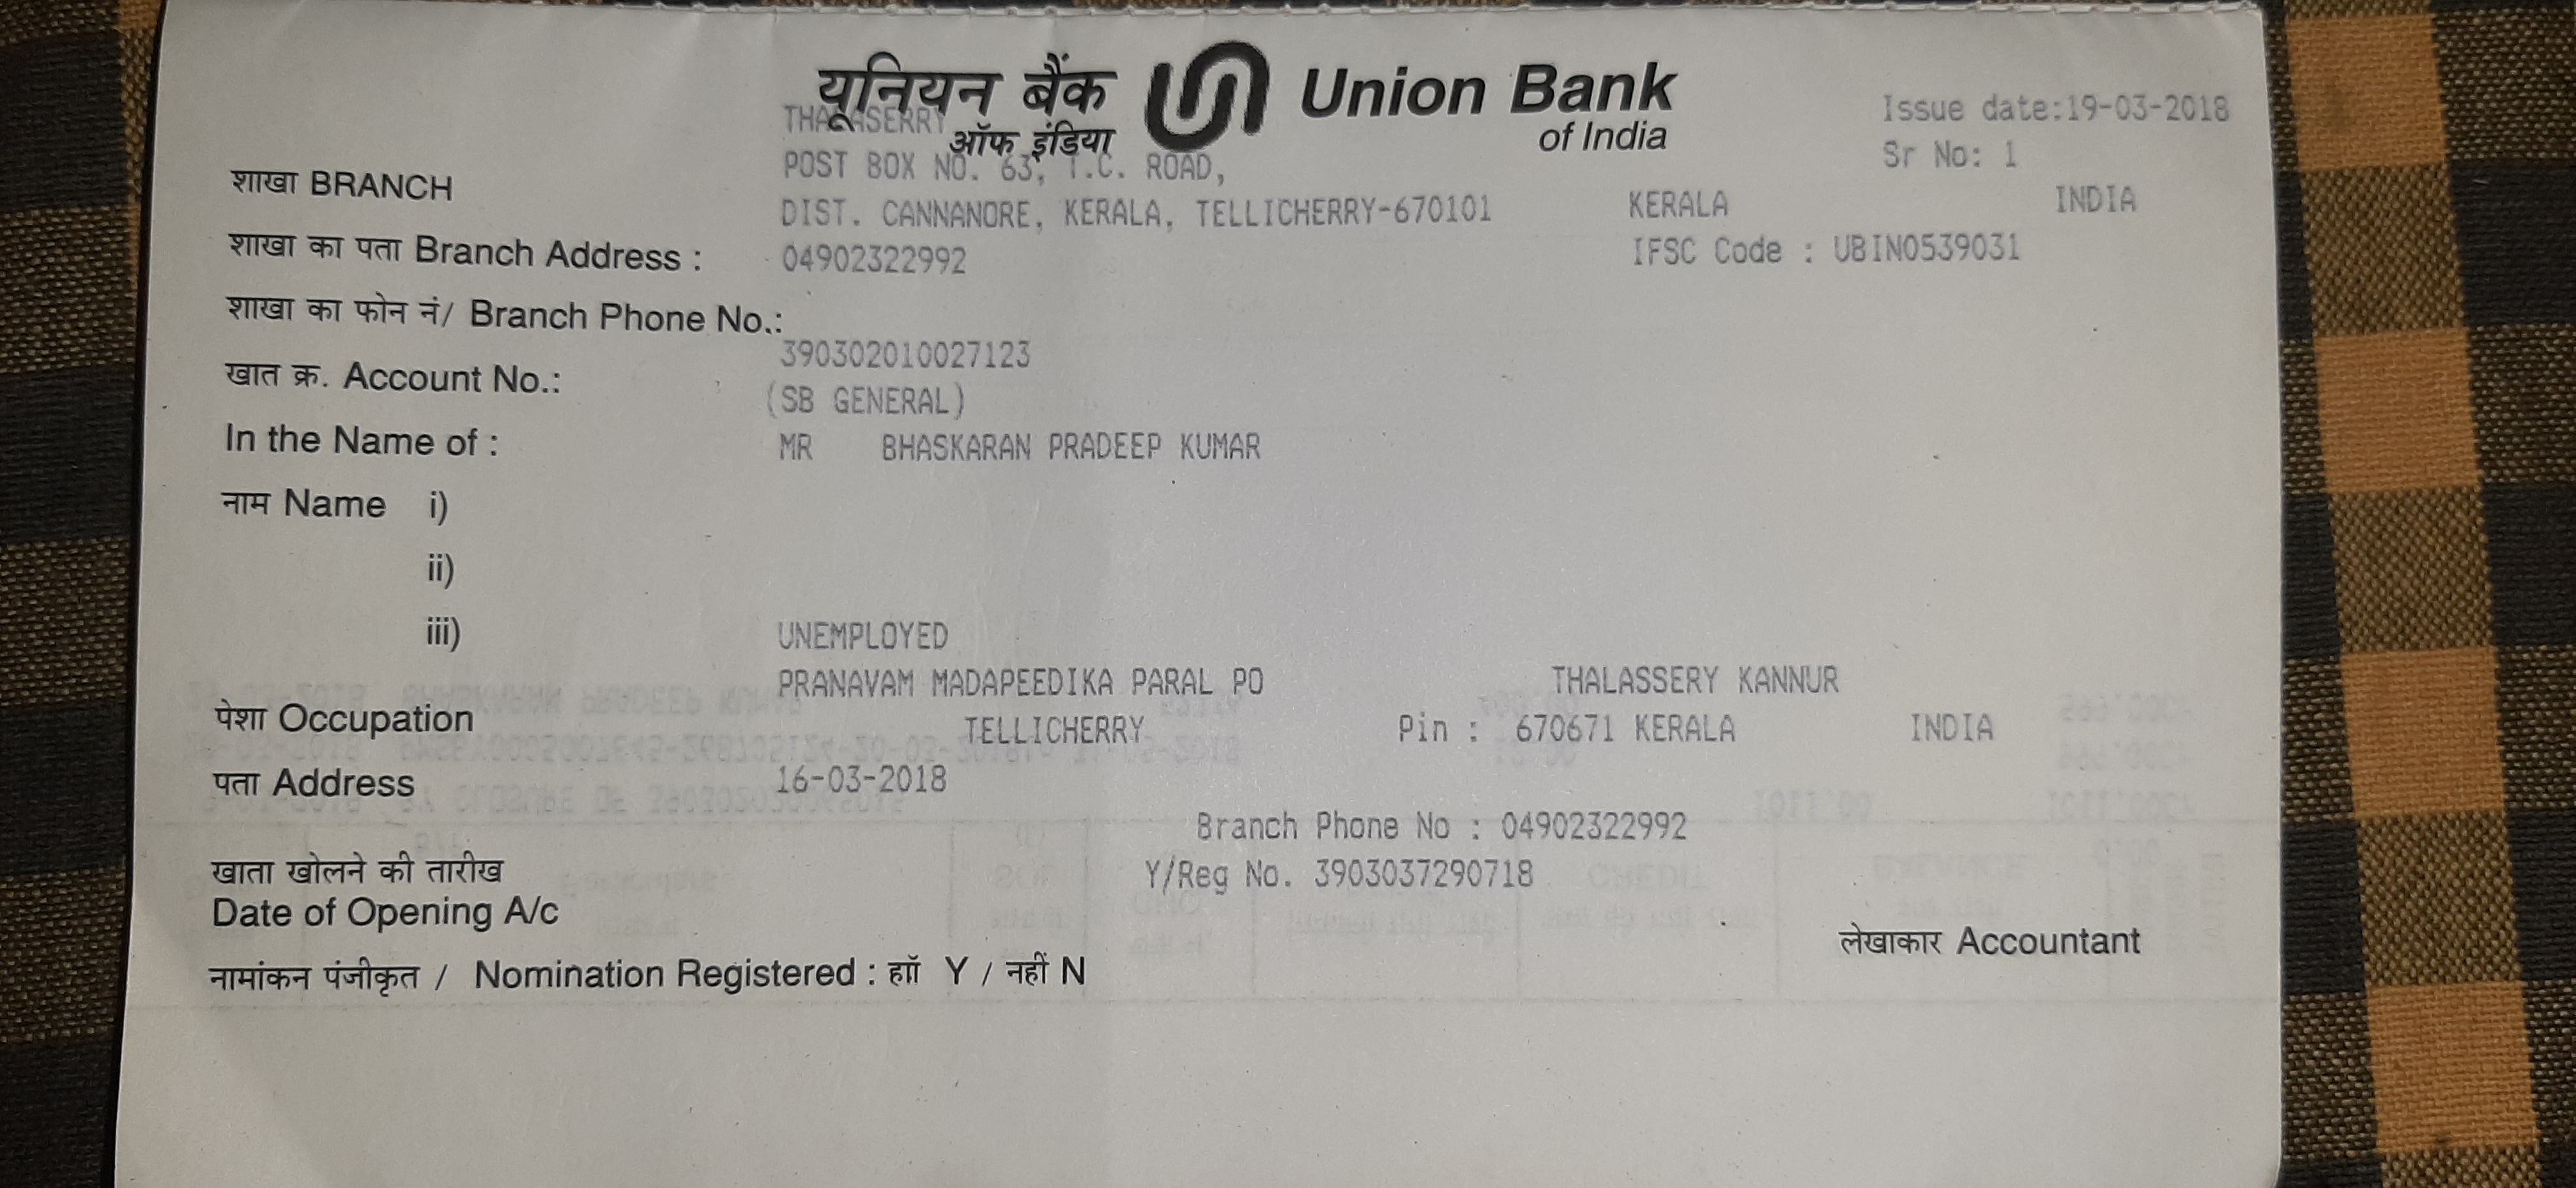 यूनियन बैंक Union Bank
ऑफ इंडिया of India
Issue date:19-03-2018
THALASSERY
Sr No: 1
शाखा BRANCH
POST BOX NO. 63, T.C. ROAD,
DIST. CANNANORE, KERALA, TELLICHERRY-670101 KERALA INDIA
शाखा का पता Branch Address :
0490232992 IFSC Code : UBIN0539031
शाखा का फोन नं/ Branch Phone No.:
390302010027123
खात क्र. Account No.:
(SB GENERAL)
In the Name of :
MR BHASKARAN PRADEEP KUMAR
नाम Name i)
ii)
iii)
UNEMPLOYED
पेशा Occupation
PRANAVAM MADAPEEDIKA PARAL PO THALASSERY KANNUR
TELLICHERRY Pin : 670671 KERALA INDIA
पता Address
16-03-2018
Branch Phone No : 04902322992
खाता खोलने की तारीख
Y/Reg No. 3903037290718
Date of Opening A/c
लेखाकार Accountant
नामांकन पंजीकृत / Nomination Registered : हाॅ Y / नहीं N